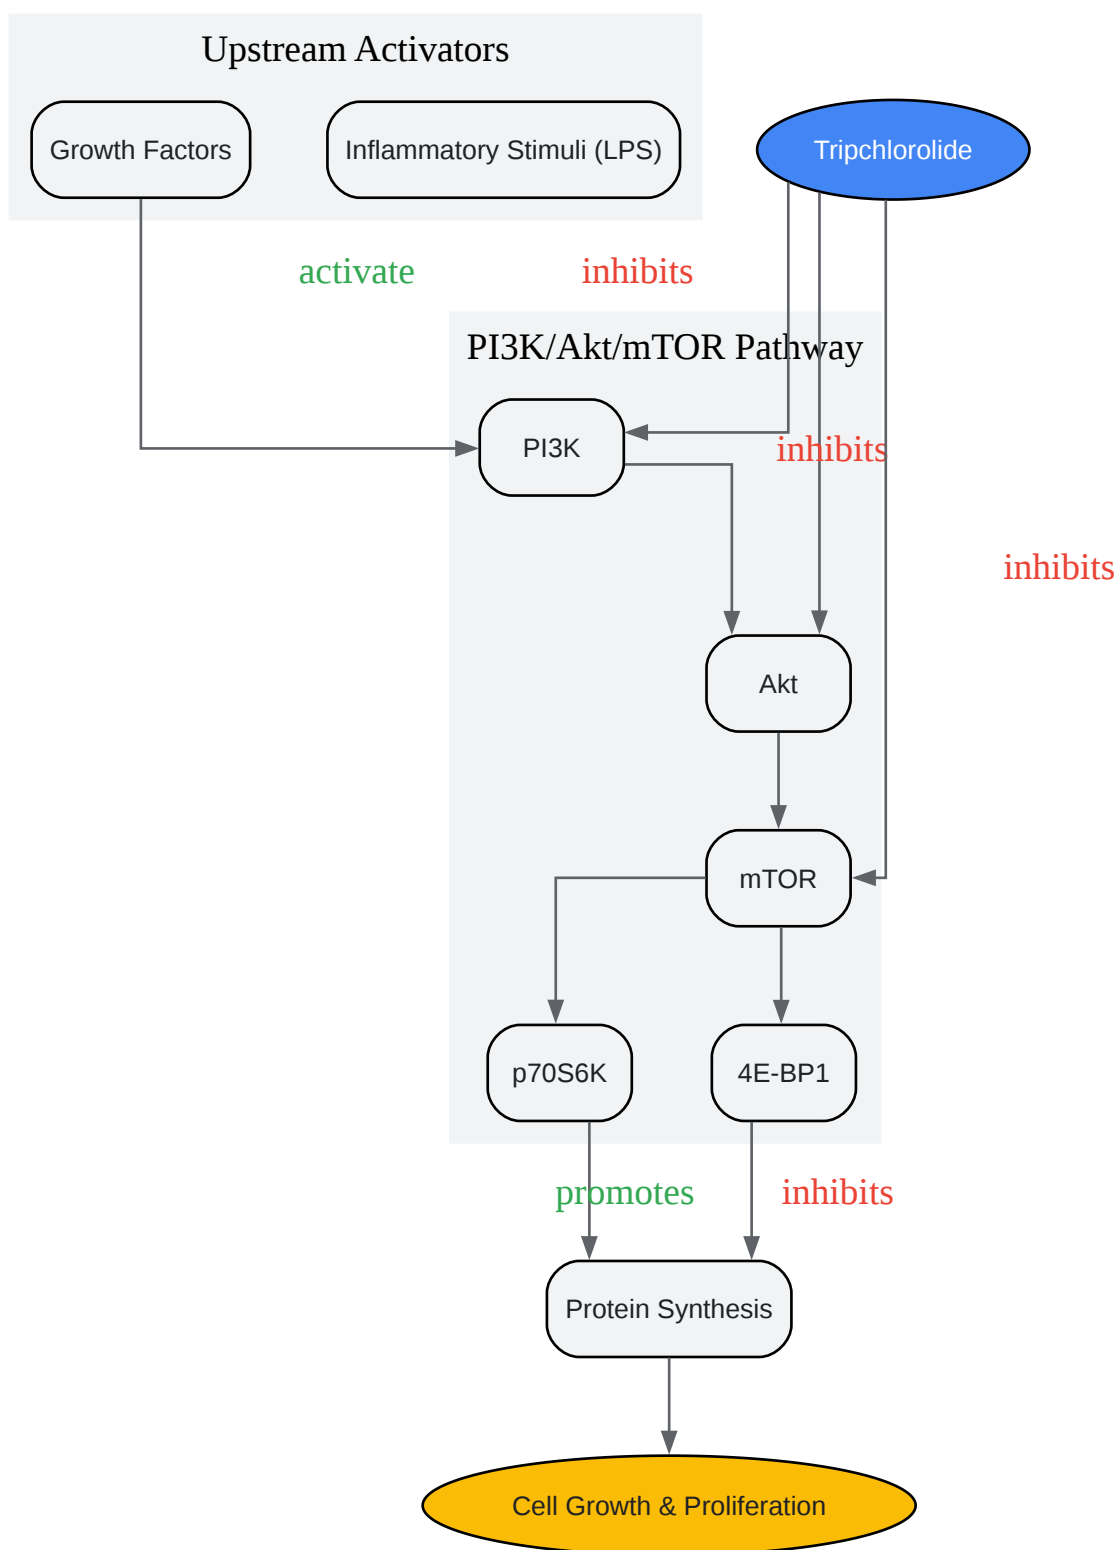 Upstream Activators
Growth Factors
Inflammatory Stimuli (LPS)
Tripchlorolide
activate
inhibits
PI3K/Akt/mTOR Pathway
PI3K
inhibits
inhibits
Akt
mTOR
p70S6K
4E-BP1
promotes
inhibits
Protein Synthesis
Cell Growth & Proliferation